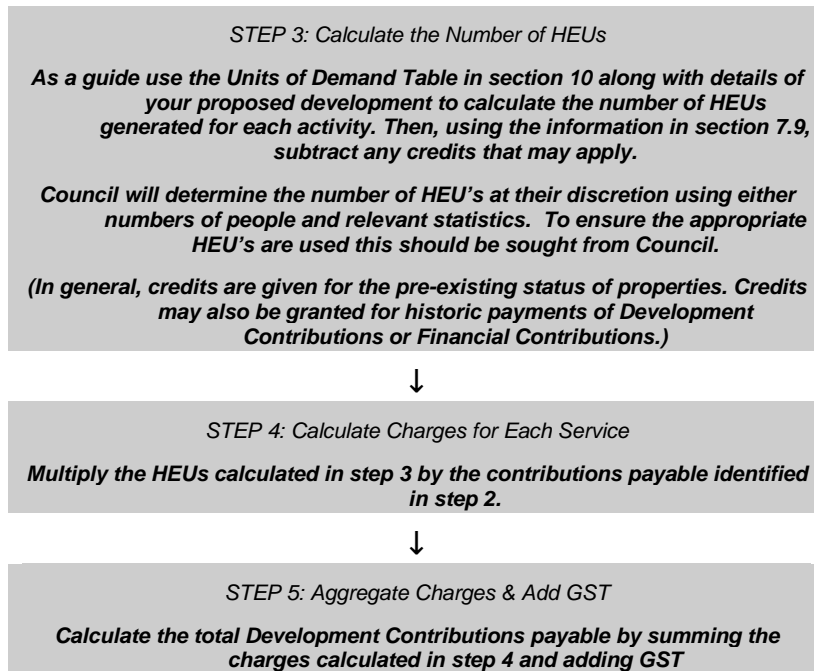 STEP 3: Calculate the Number of HEUs
As a guide use the Units of Demand Table in section 10 along with details of
your proposed development to calculate the number of HEUs
generated for each activity. Then, using the information in section 7.9,
subtract any credits that may apply.
Council will determine the number of HEU's at their discretion using either
numbers of people and relevant statistics.  To ensure the appropriate
HEU's are used this should be sought from Council.
(In general, credits are given for the pre-existing status of properties. Credits
may also be granted for historic payments of Development
Contributions or Financial Contributions.)
↓
STEP 4: Calculate Charges for Each Service
Multiply the HEUs calculated in step 3 by the contributions payable identified
in step 2.
↓
STEP 5: Aggregate Charges & Add GST
Calculate the total Development Contributions payable by summing the
charges calculated in step 4 and adding GST